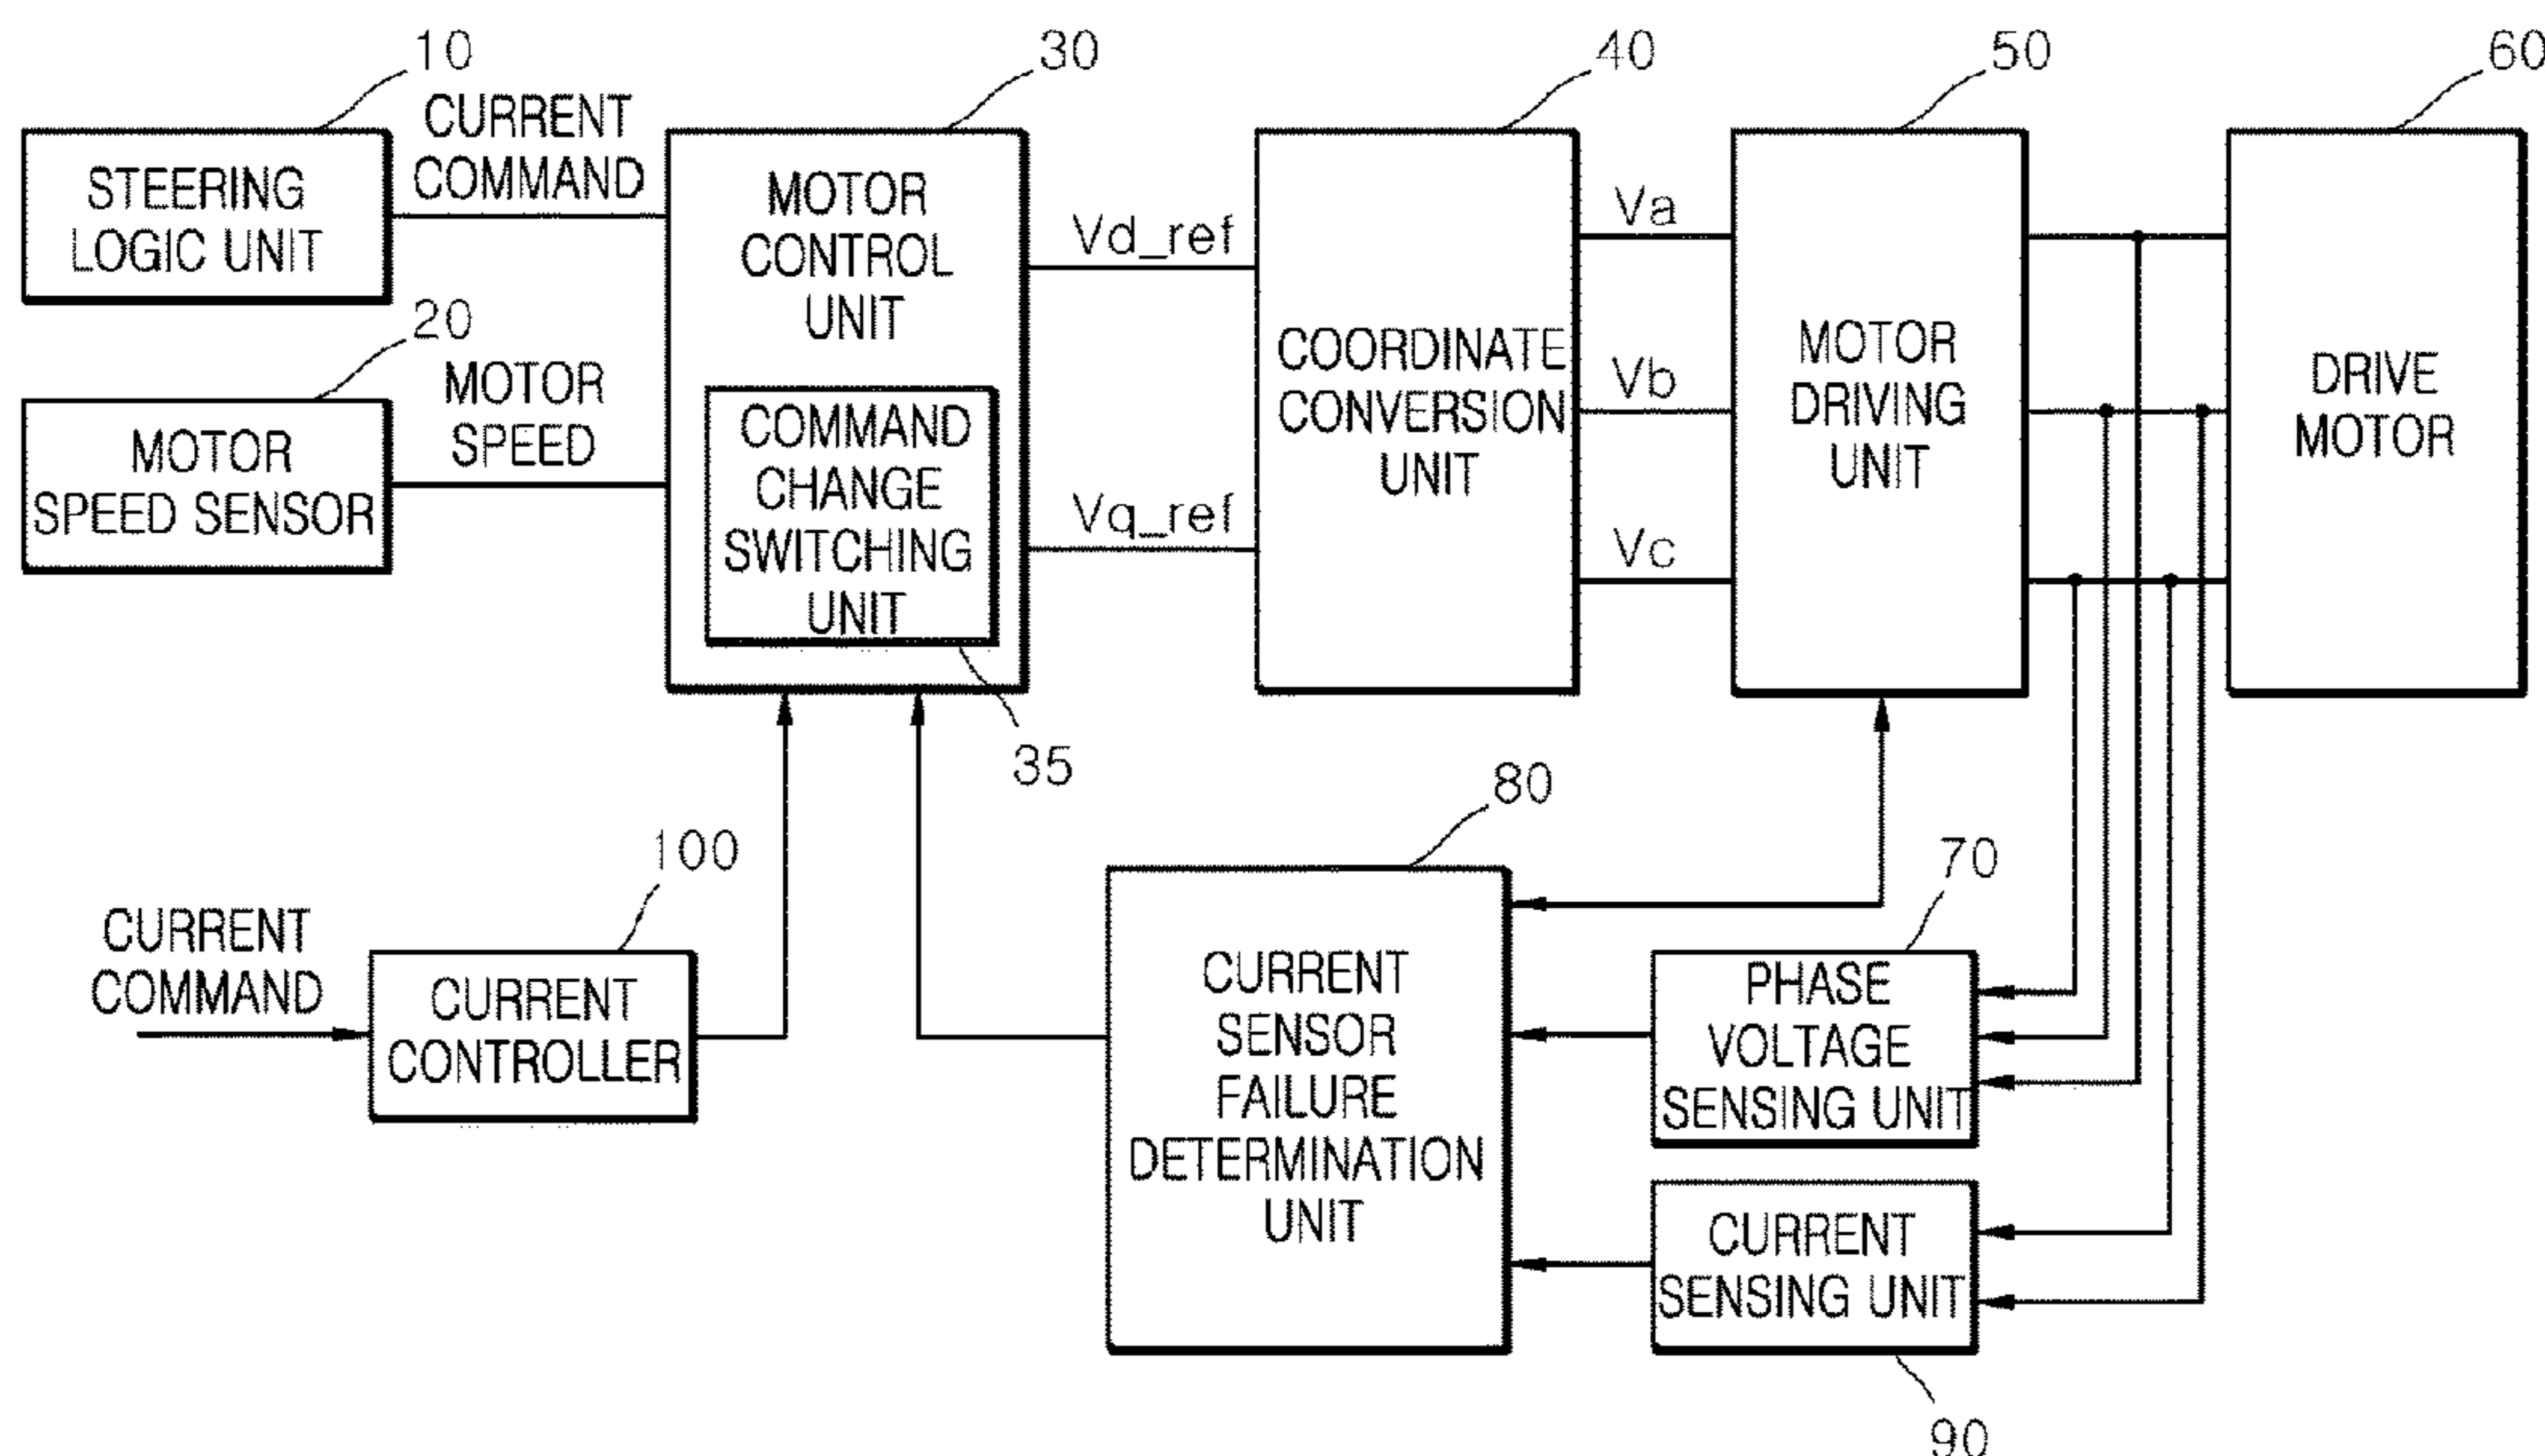 10
30
40
50
60
CURRENT
COMMAND
STEERING
LOGIC UNIT
20
MOTOR
SPEED
MOTOR
SPEED SENSOR
MOTOR
CONTROL
UNIT
COMMAND
CHANGE
SWITCHING
UNIT
35
Vd_ref
Vq_ref
COORDINATE
CONVERSION
UNIT
Va
Vb
Vc
MOTOR
DRIVING
UNIT
DRIVE
MOTOR
100
CURRENT
COMMAND
CURRENT
CONTROLLER
80
CURRENT
SENSOR
FAILURE
DETERMINATION
UNIT
70
PHASE
VOLTAGE
SENSING UNIT
CURRENT
SENSING UNIT
90